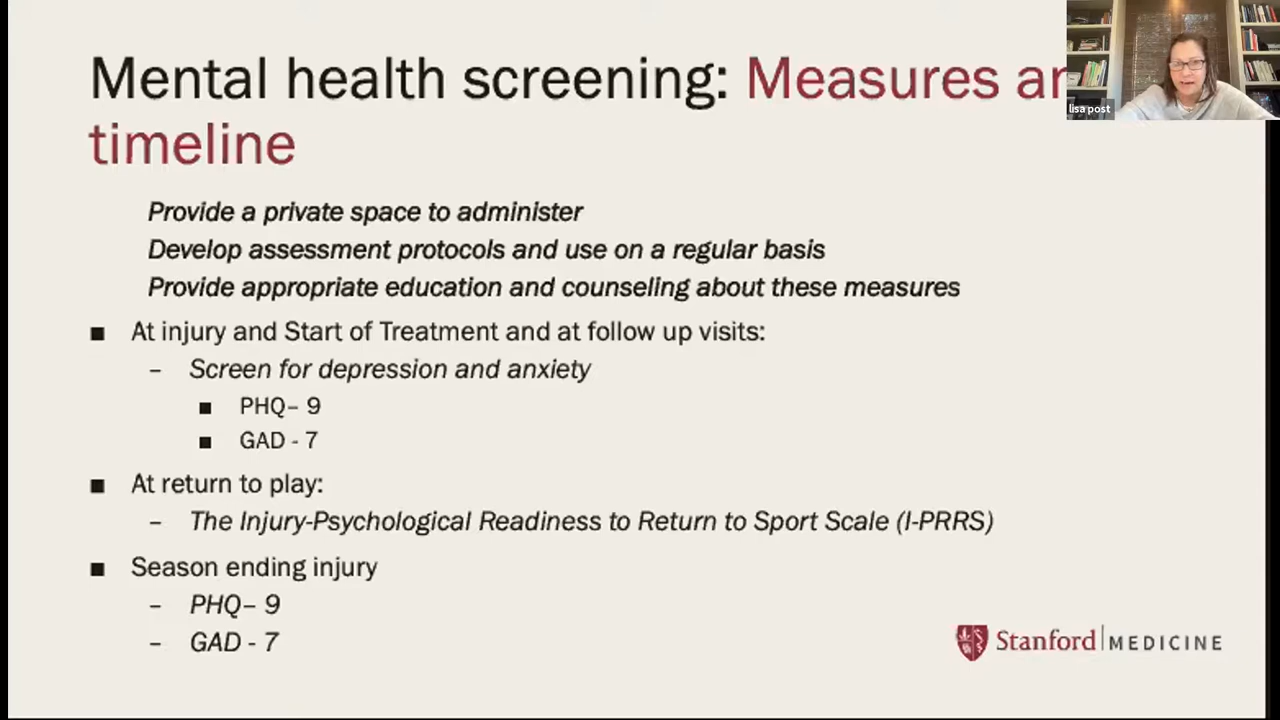 Mental health screening: Measures
timeline
lisa post
Provide a private space to administer
Develop assessment protocols and use on a regular basis
Provide appropriate education and counseling about these measures
■ At injury and Start of Treatment and at follow up visits:
– Screen for depression and anxiety
■ PHQ– 9
■ GAD - 7
■ At return to play:
– The Injury-Psychological Readiness to Return to Sport Scale (I-PRRS)
■ Season ending injury
– PHQ– 9
– GAD - 7
Stanford MEDICINE